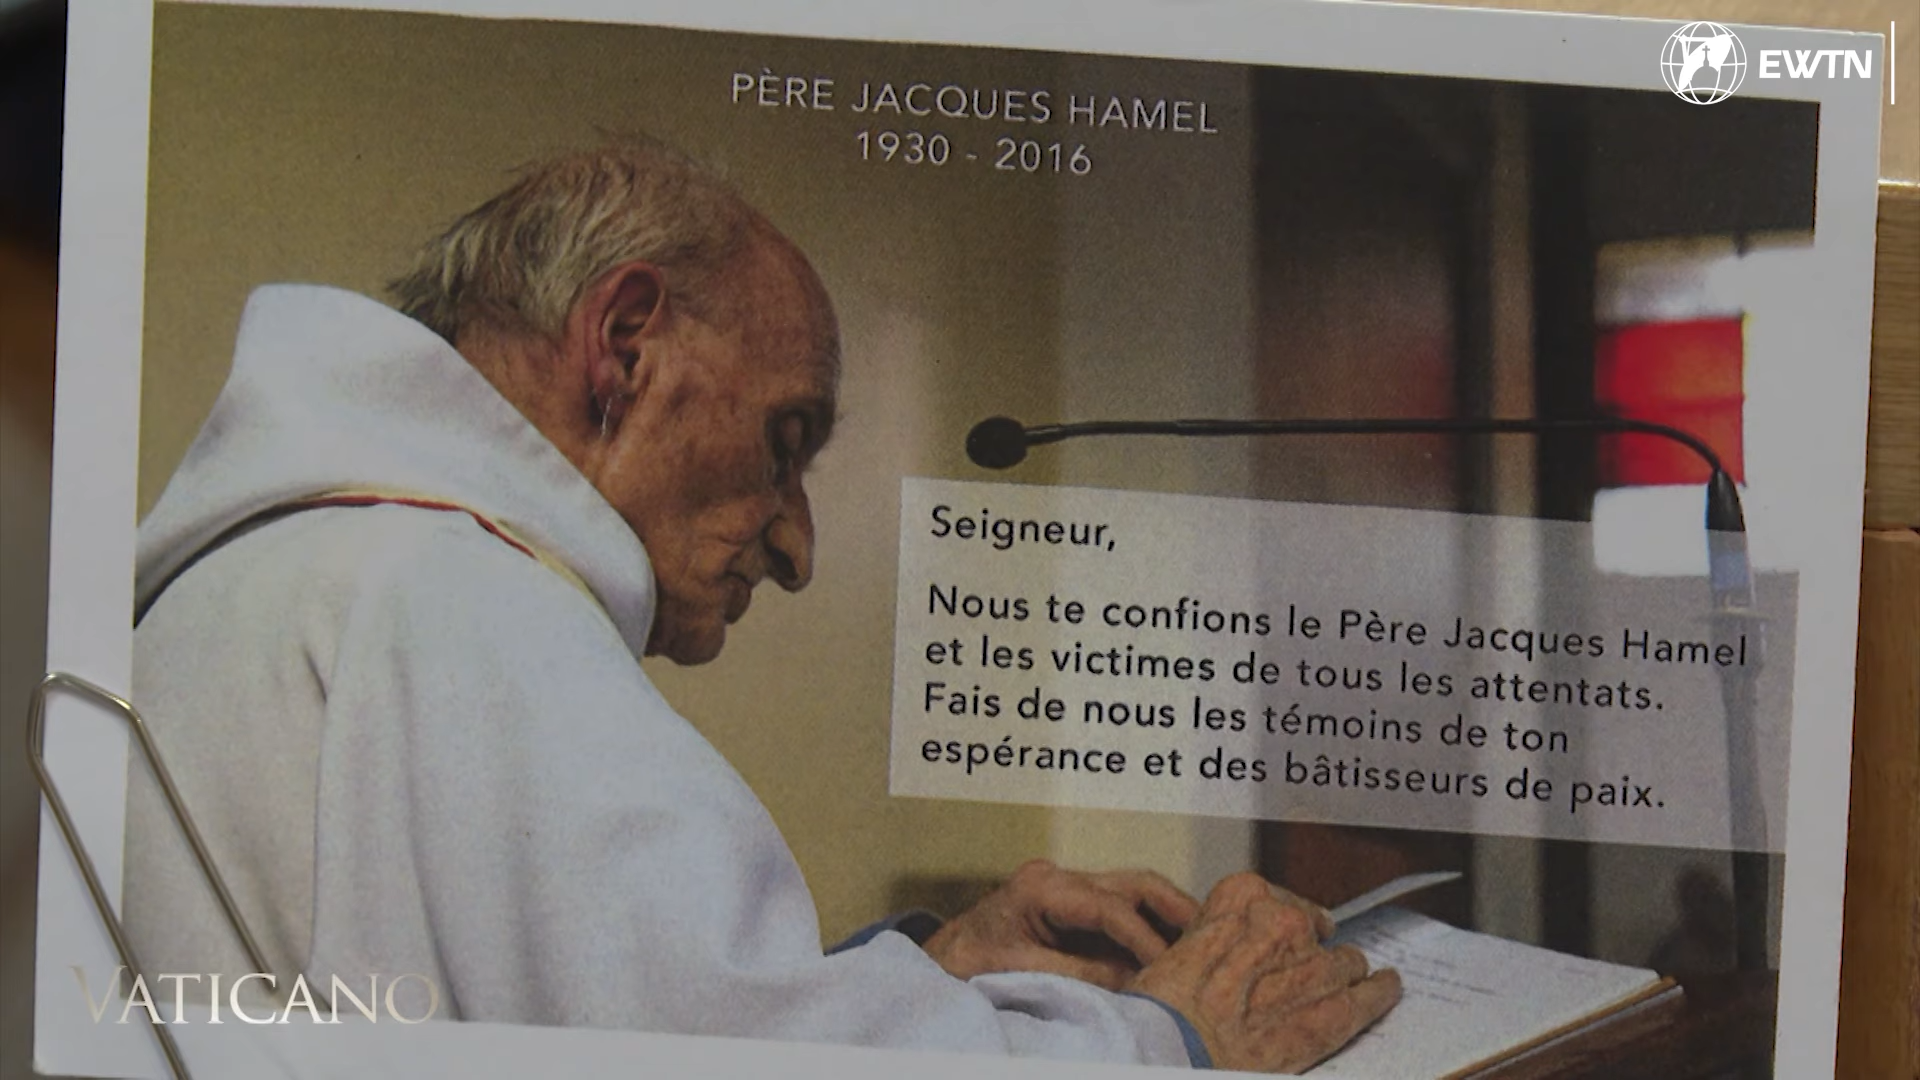 EWTN
PÈRE JACQUES HAMEL
1930 - 2016
Seigneur,
Nous te confions le Père Jacques Hamel
et les victimes de tous les attentats.
Fais de nous les témoins de ton
espérance et des bâtisseurs de paix.
VATICANO